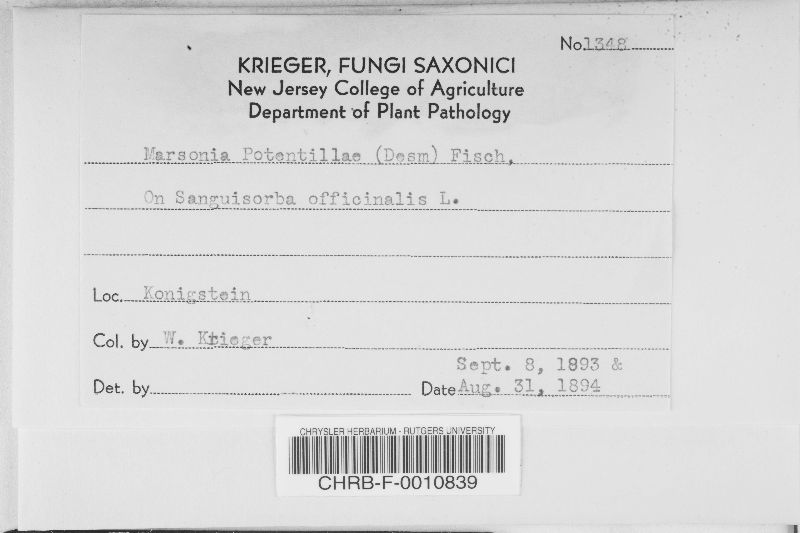 No. 1348
KRIEGER, FUNGI SAXONICI
New Jersey College of Agriculture
Department of Plant Pathology
Marsonia Potentillae (Desm) Fisch.
On Sanguisorba officinalis L.
Loc. Konigstein
Col. by W. Krieger
Sept. 8, 1893 &
Det. by Date Aug. 31, 1894
CHRYSLER HERBARIUM - RUTGERS UNIVERSITY
CHRB-F-0010839